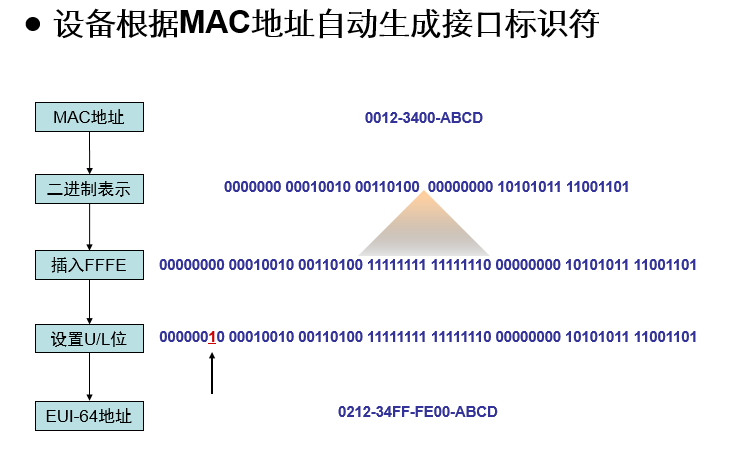 ● 设备根据MAC地址自动生成接口标识符
MAC地址 0012-3400-ABCD
二进制表示 0000000 00010010 00110100 00000000 10101011 11001101
插入FFFE 00000000 00010010 00110100 11111111 11111110 00000000 10101011 11001101
设置U/L位 00000010 00010010 00110100 11111111 11111110 00000000 10101011 11001101
EUI-64地址 0212-34FF-FE00-ABCD